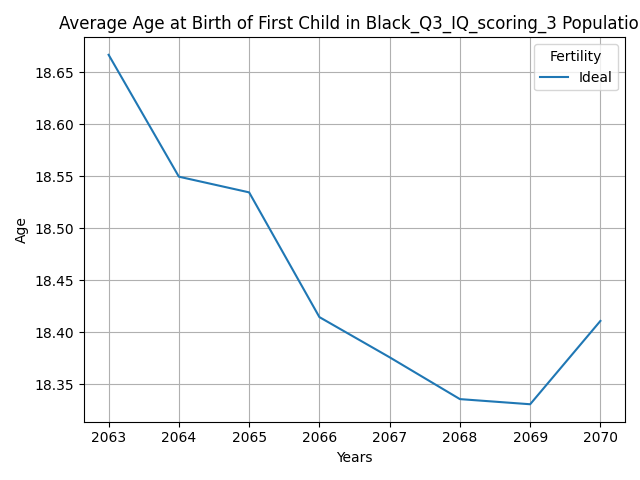 Average Age at Birth of First Child in Black_Q3_IQ_scoring_3 Populatio
Fertility
Ideal
18.65
18.60
18.55
18.50
18.45
18.40
18.35
Age
2063 2064 2065 2066 2067 2068 2069 2070
Years